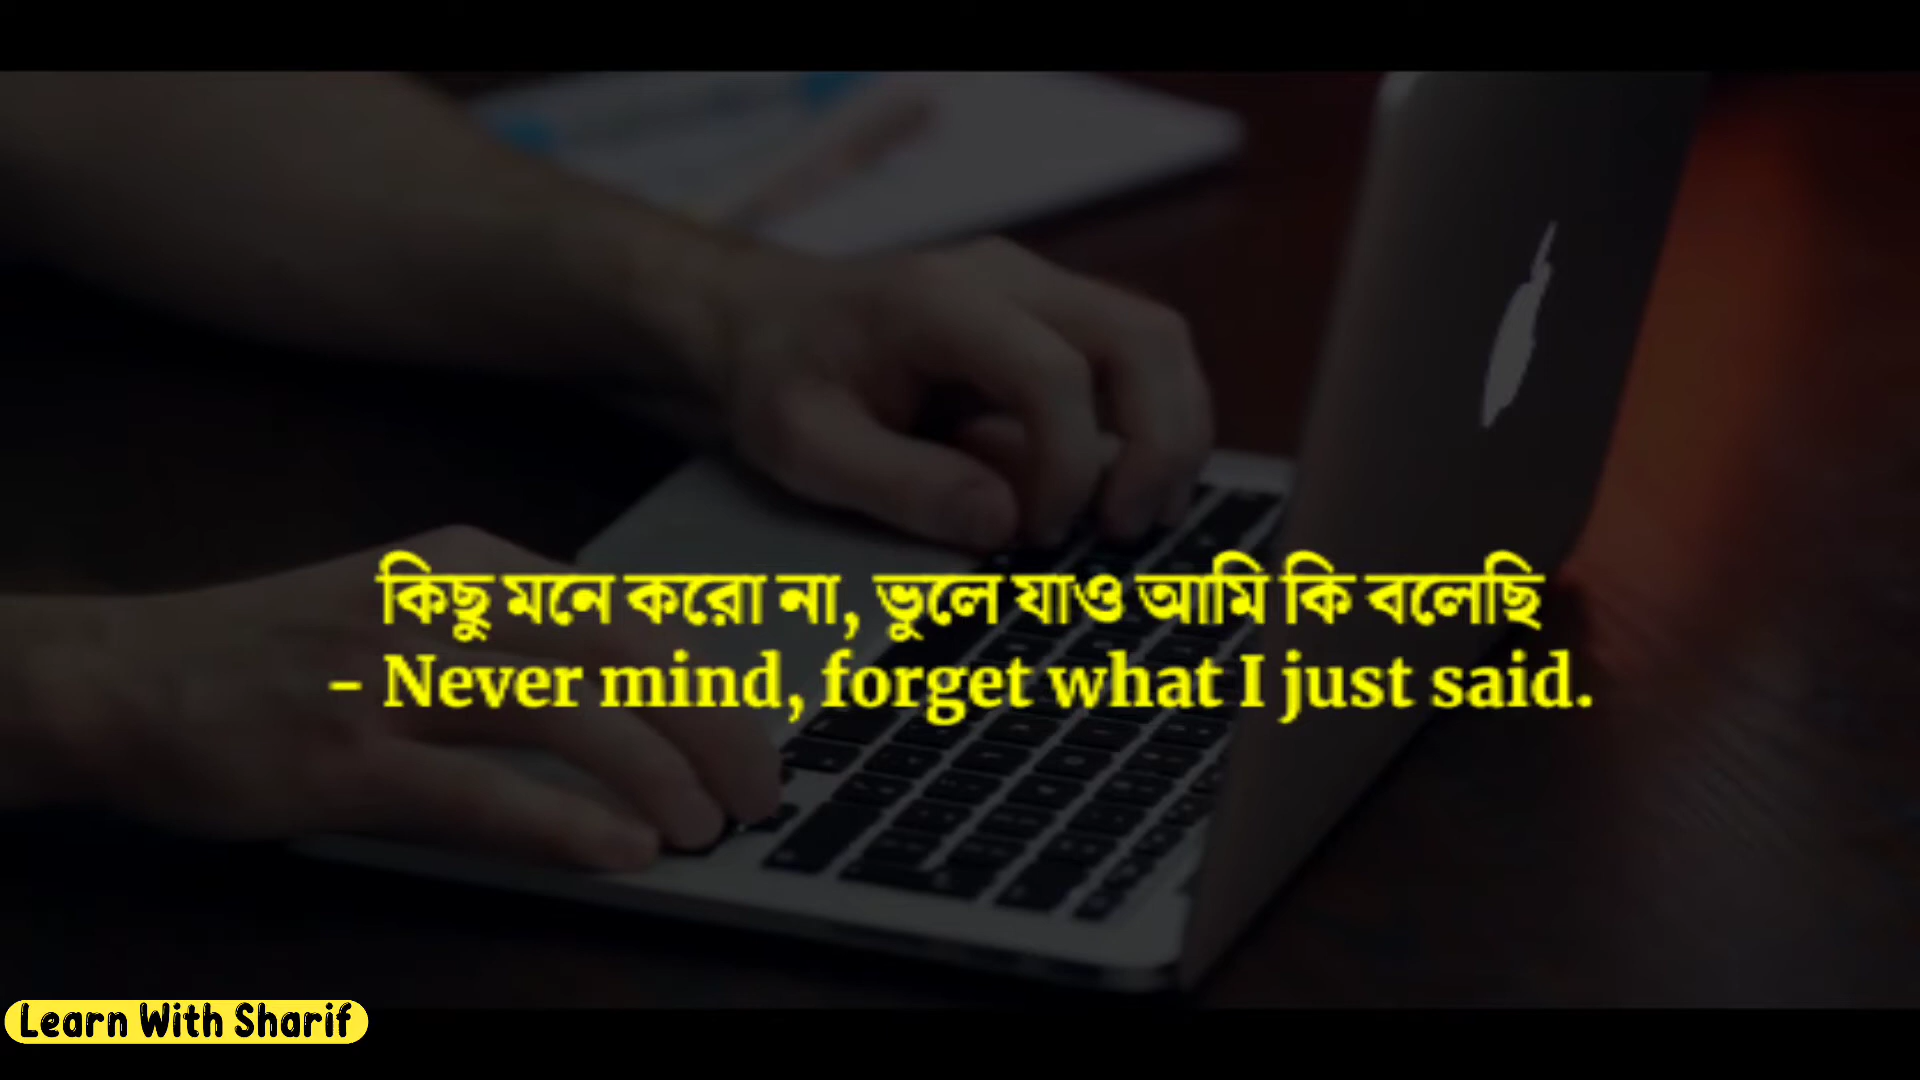 কিছু মনে করো না, ভুলে যাও আমি কি বলেছি
- Never mind, forget what I just said.
Learn With Sharif